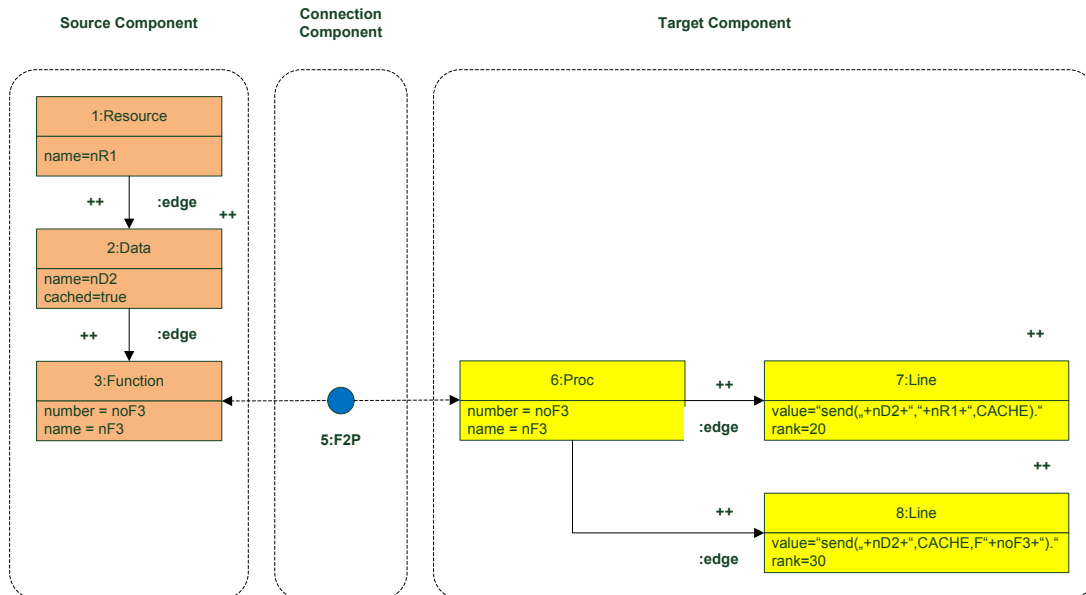 Source Component
Connection
Component
Target Component
1:Resource
name=nR1
++ :edge
++
2:Data
name=nD2
cached=true
++ :edge
3:Function
number = noF3
name = nF3
5:F2P
6:Proc
number = noF3
name = nF3
++
:edge
++
7:Line
value=“send(„+nD2+“,“+nR1+“,CACHE).“
rank=20
++
:edge
++
8:Line
value=“send(„+nD2+“,CACHE,F“+noF3+“).“
rank=30